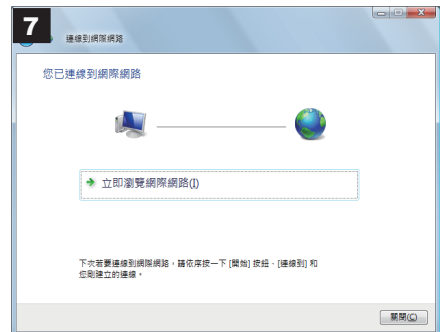 7
連線到網際網路
您已連線到網際網路
立即瀏覽網際網路(I)
下次若要連線到網際網路，請依序按一下 [開始] 按鈕、[連線到] 和
您剛建立的連線。
關閉(C)